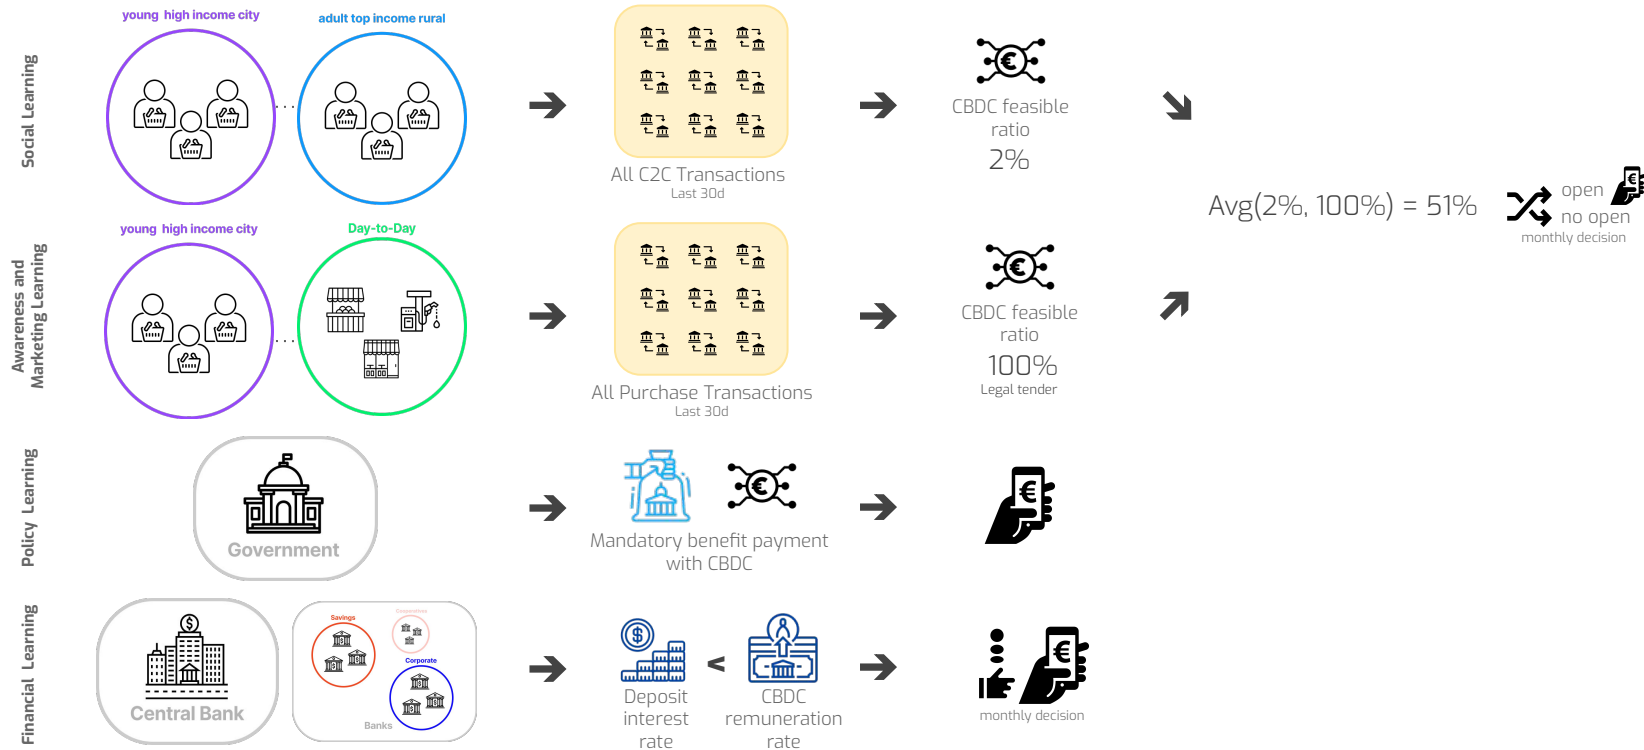 Social Learning
young high income city
adult top income rural
...
All C2C Transactions
Last 30d
€
CBDC feasible
ratio
2%
Avg(2%, 100%) = 51%
open
€
no open
monthly decision
Awareness and
Marketing Learning
young high income city
Day-to-Day
...
All Purchase Transactions
Last 30d
€
CBDC feasible
ratio
100%
Legal tender
Policy Learning
Government
€
Mandatory benefit payment
with CBDC
€
Financial Learning
$
Central Bank
Savings
Cooperatives
Corporate
Banks
$
<
Deposit
interest
rate
CBDC
remuneration
rate
€
monthly decision